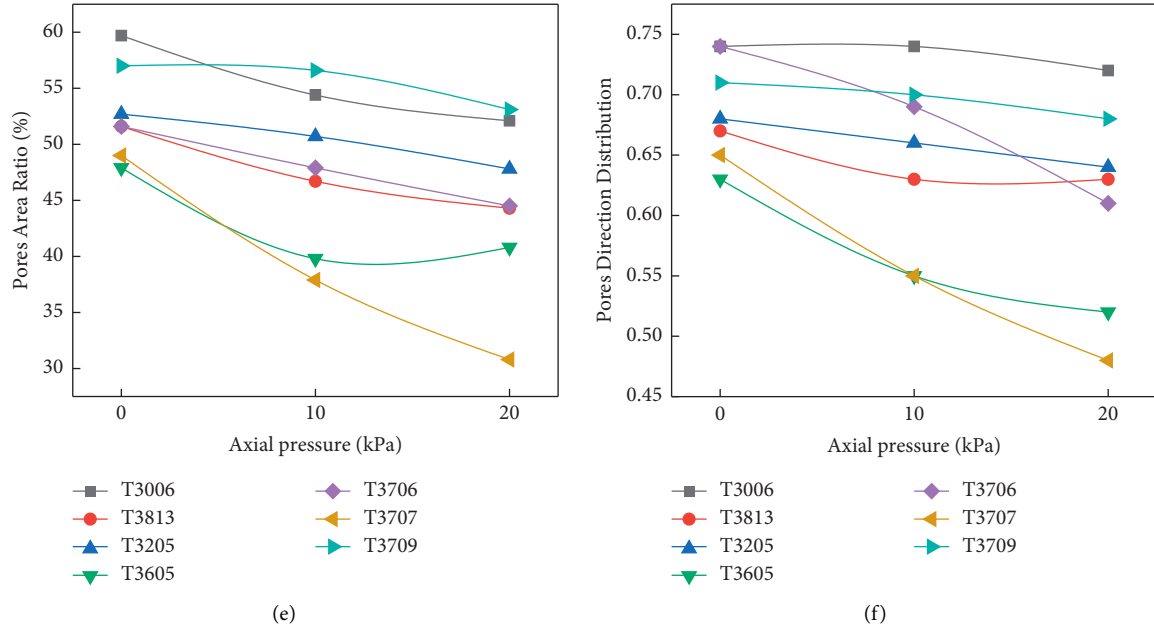 Pores Area Ratio (%)
60
55
50
45
40
35
30
0 10 20
Axial pressure (kPa)
T3006 T3706
T3813 T3707
T3205 T3709
T3605
(e)
Pores Direction Distribution
0.75
0.70
0.65
0.60
0.55
0.50
0.45
0 10 20
Axial pressure (kPa)
T3006 T3706
T3813 T3707
T3205 T3709
T3605
(f)